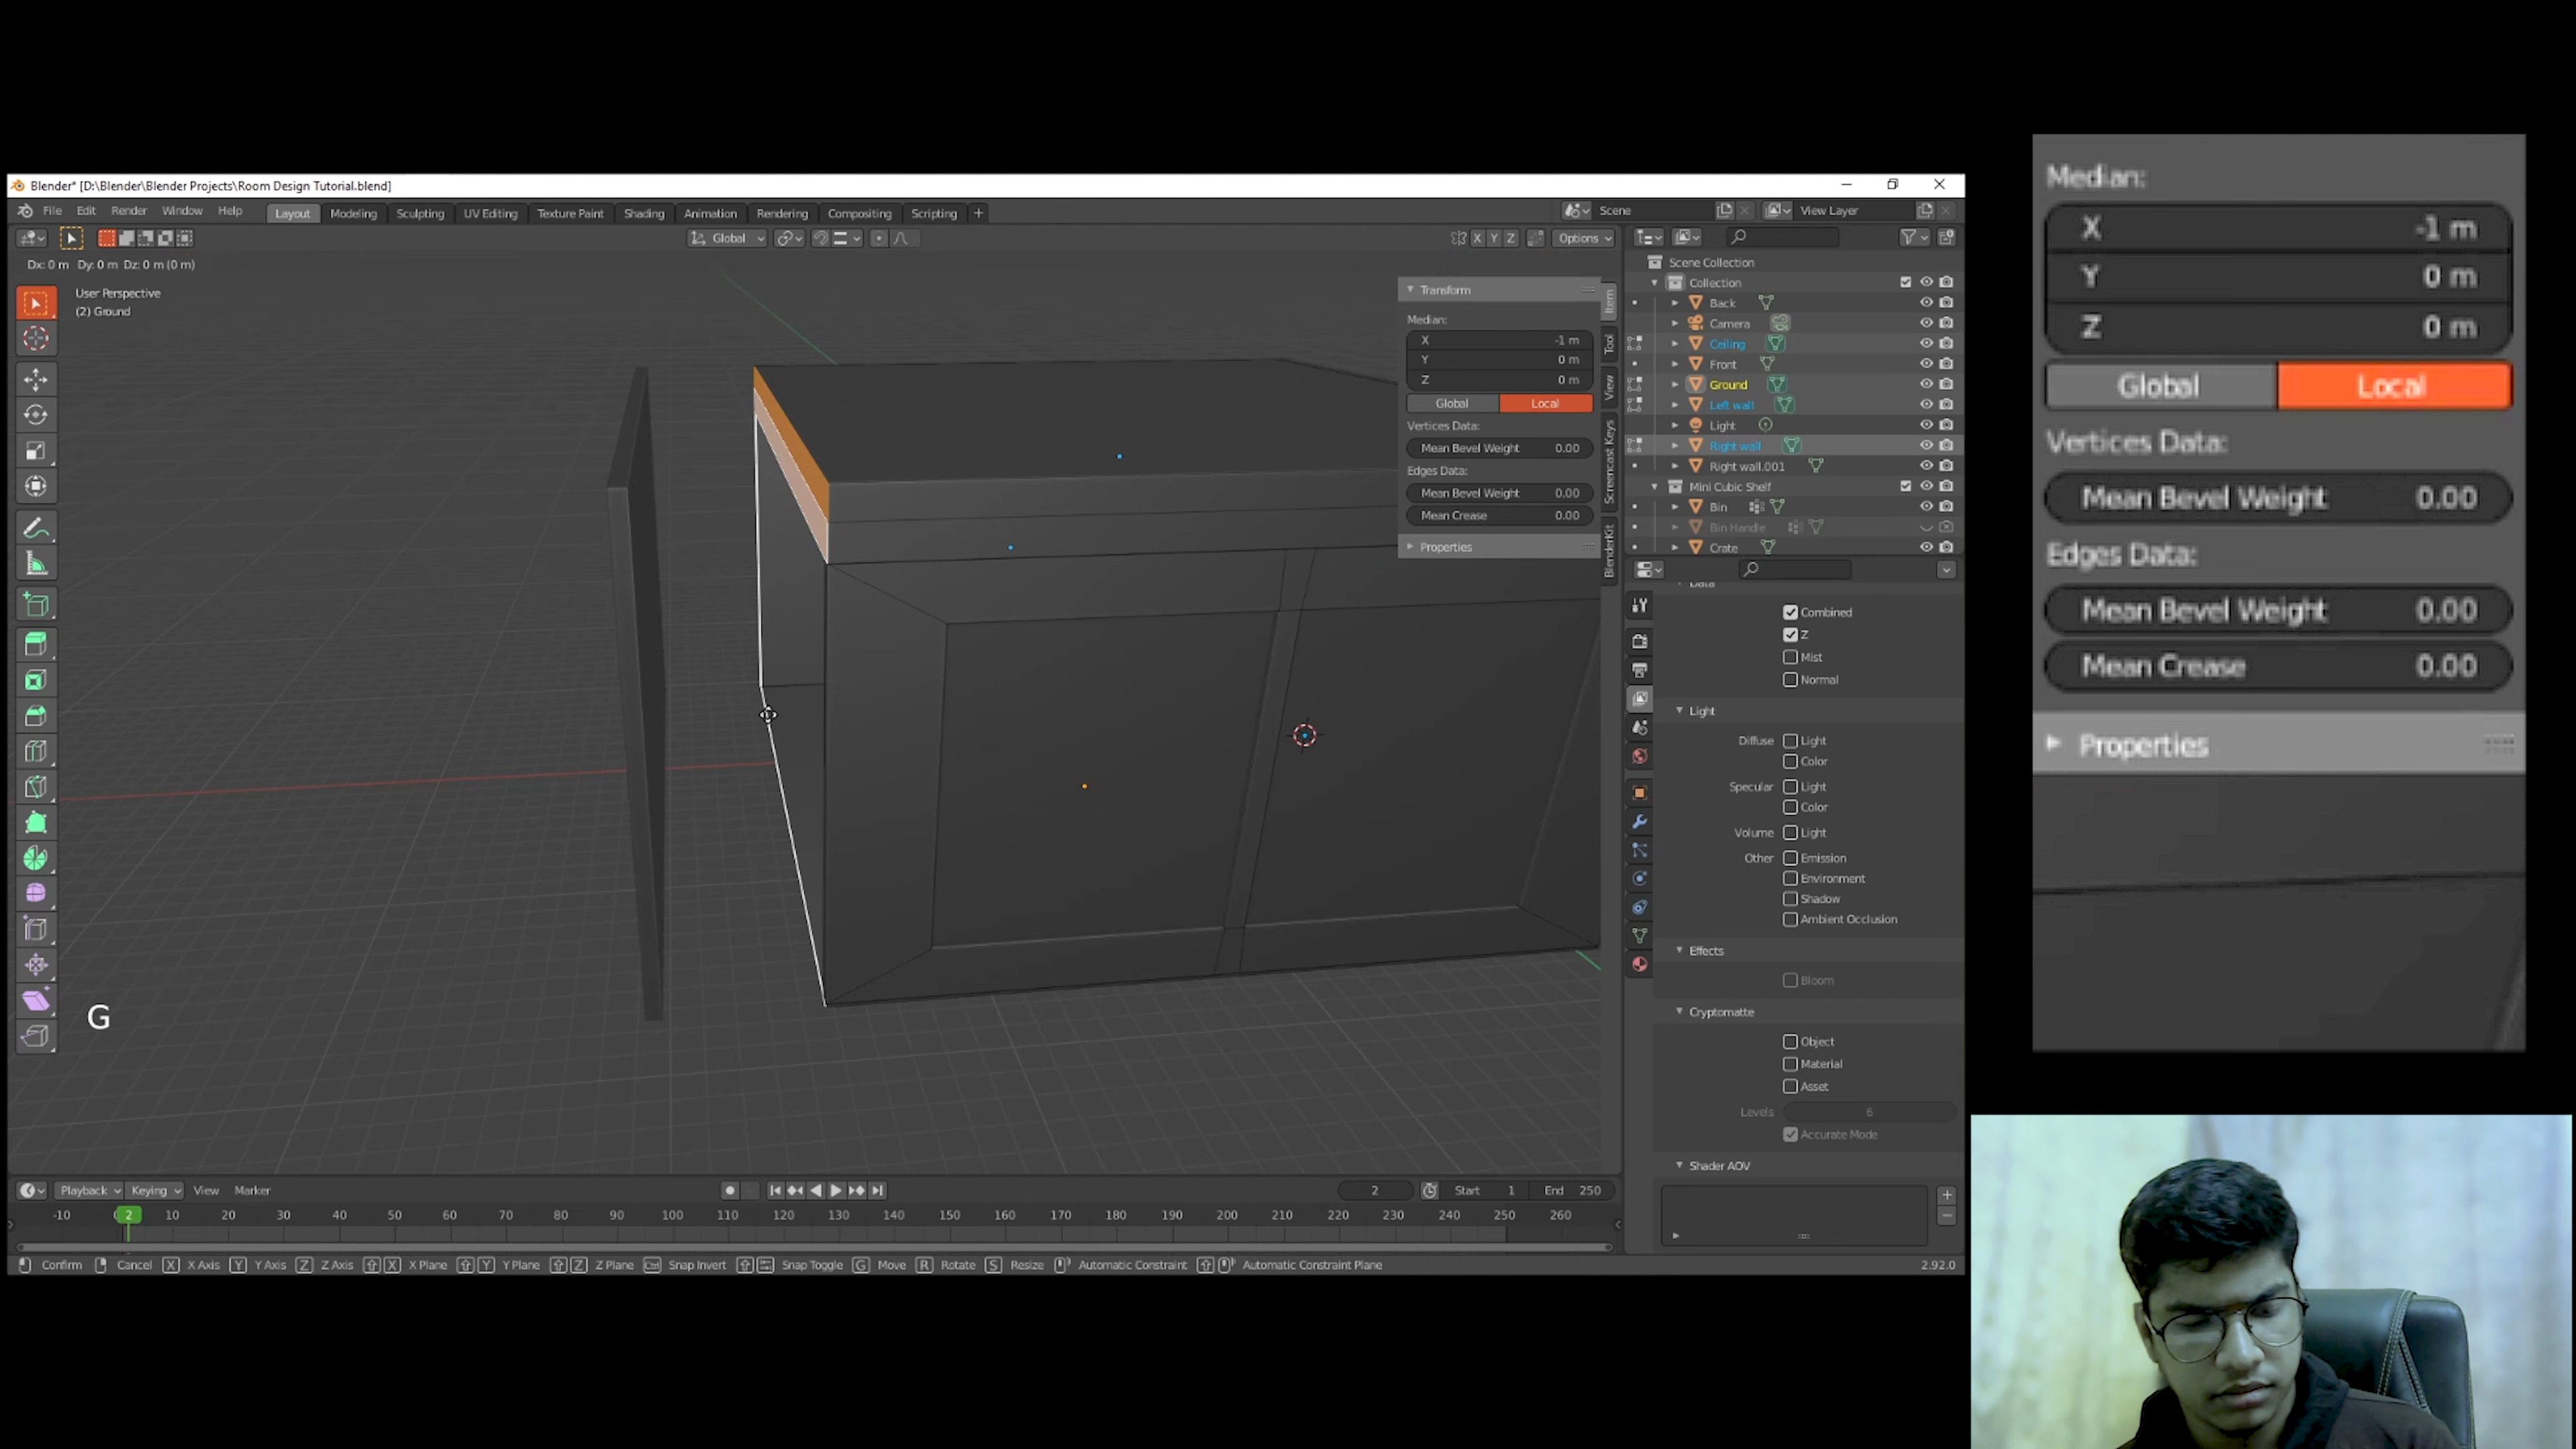 Blender* [D:\Blender\Blender Projects\Room Design Tutorial.blend]
File Edit Render Window Help Layout Modeling Sculpting UV Editing Texture Paint Shading Animation Rendering Compositing Scripting + Scene View Layer
Global X Y Z Options
Dx: 0 m Dy: 0 m Dz: 0 m (0 m)
User Perspective
(2) Ground
Transform
Median:
X -1 m
Y 0 m
Z 0 m
Global Local
Vertices Data:
Mean Bevel Weight 0.00
Edges Data:
Mean Bevel Weight 0.00
Mean Crease 0.00
Properties
Item
Tool
View
Screencast Keys
BlenderKit
Scene Collection
Collection
Back
Camera
Ceiling
Front
Ground
Left wall
Light
Right wall
Right wall.001
Mini Cubic Shelf
Bin
Bin Handle
Crate
Data
Combined
Z
Mist
Normal
Light
Diffuse Light
Color
Specular Light
Color
Volume Light
Other Emission
Environment
Shadow
Ambient Occlusion
Effects
Bloom
Cryptomatte
Object
Material
Asset
Levels 6
Accurate Mode
Shader AOV
G
Playback Keying View Marker 2 Start 1 End 250
-10 0 2 10 20 30 40 50 60 70 80 90 100 110 120 130 140 150 160 170 180 190 200 210 220 230 240 250 260
Confirm Cancel X X Axis Y Y Axis Z Z Axis X X Plane Y Y Plane Z Z Plane Ctrl Snap Invert Snap Toggle G Move R Rotate S Resize Automatic Constraint Automatic Constraint Plane 2.92.0
Median:
X -1 m
Y 0 m
Z 0 m
Global Local
Vertices Data:
Mean Bevel Weight 0.00
Edges Data:
Mean Bevel Weight 0.00
Mean Crease 0.00
Properties